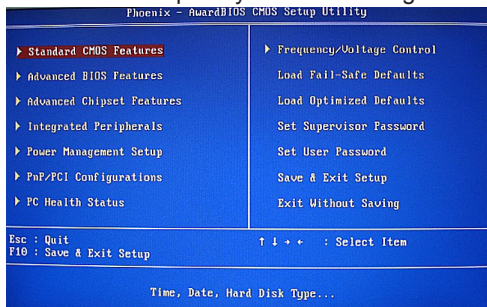 Phoenix - AwardBIOS CMOS Setup Utility
Standard CMOS Features
Advanced BIOS Features
Advanced Chipset Features
Integrated Peripherals
Power Management Setup
PnP/PCI Configurations
PC Health Status
Frequency/Voltage Control
Load Fail-Safe Defaults
Load Optimized Defaults
Set Supervisor Password
Set User Password
Save & Exit Setup
Exit Without Saving
Esc : Quit
F10 : Save & Exit Setup
↑ ↓ → ← : Select Item
Time, Date, Hard Disk Type...